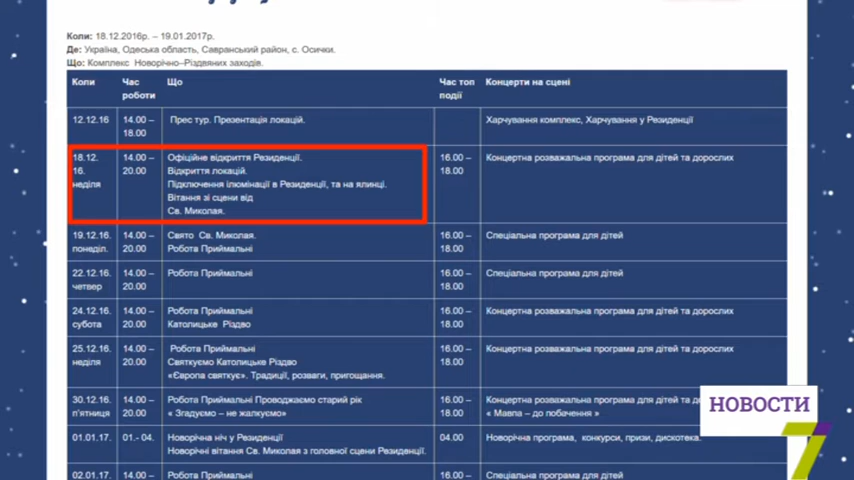 Коли: 18.12.2016р. – 19.01.2017р.
Де: Україна, Одеська область, Савранський район, с. Осички.
Що: Комплекс Новорічно–Різдвяних заходів.
Коли Час роботи Що Час топ події Концерти на сцені
12.12.16 14.00 – 18.00 Прес тур. Презентація локацій. Харчування комплекс, Харчування у Резиденції
18.12. 16. неділя 14.00 – 20.00 Офіційне відкриття Резиденції. 16.00 – 18.00 Концертна розважальна програма для дітей та дорослих
Відкриття локацій.
Підключення ілюмінації в Резиденції, та на ялинці.
Вітання зі сцени від
Св. Миколая.
19.12.16. понеділ. 14.00 – 20.00 Свято Св. Миколая. 16.00 – 18.00 Спеціальна програма для дітей
Робота Приймальні
22.12.16. четвер 14.00 – 20.00 Робота Приймальні 16.00 – 18.00 Спеціальна програма для дітей
24.12.16. субота 14.00 – 20.00 Робота Приймальні 16.00 – 18.00 Концертна розважальна програма для дітей та дорослих
Католицьке Різдво
25.12.16. неділя 14.00 – 20.00 Робота Приймальні 16.00 – 18.00 Концертна розважальна програма для дітей та дорослих
Святкуємо Католицьке Різдво
«Європа святкує». Традиції, розваги, пригощання.
30.12.16. п'ятниця 14.00 – 20.00 Робота Приймальні Проводжаємо старий рік 16.00 – 18.00 Концертна розважальна програма для дітей та
« Згадуємо – не жалкуємо» « Мавпа – до побачення »
01.01.17. 01.- 04. Новорічна ніч у Резиденції 04.00 Новорічна програма, конкурси, призи, дискотека.
Новорічні вітання Св. Миколая з головної сцени Резиденції.
02.01.17. 14.00 – Робота Приймальні 16.00 – Спеціальна програма для дітей
НОВОСТИ
7